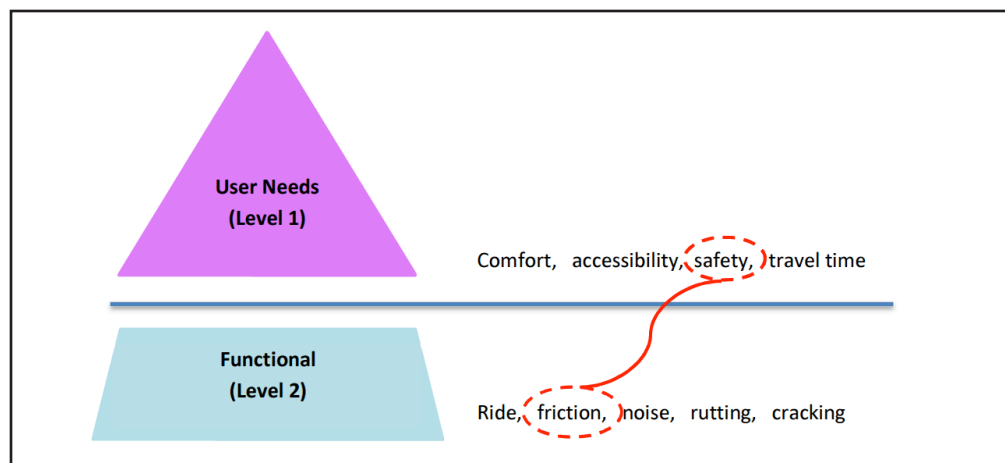 User Needs
(Level 1)
Comfort, accessibility, safety, travel time
Functional
(Level 2)
Ride, friction, noise, rutting, cracking